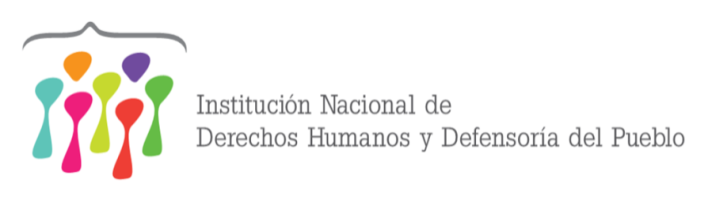 Institución Nacional de
Derechos Humanos y Defensoría del Pueblo